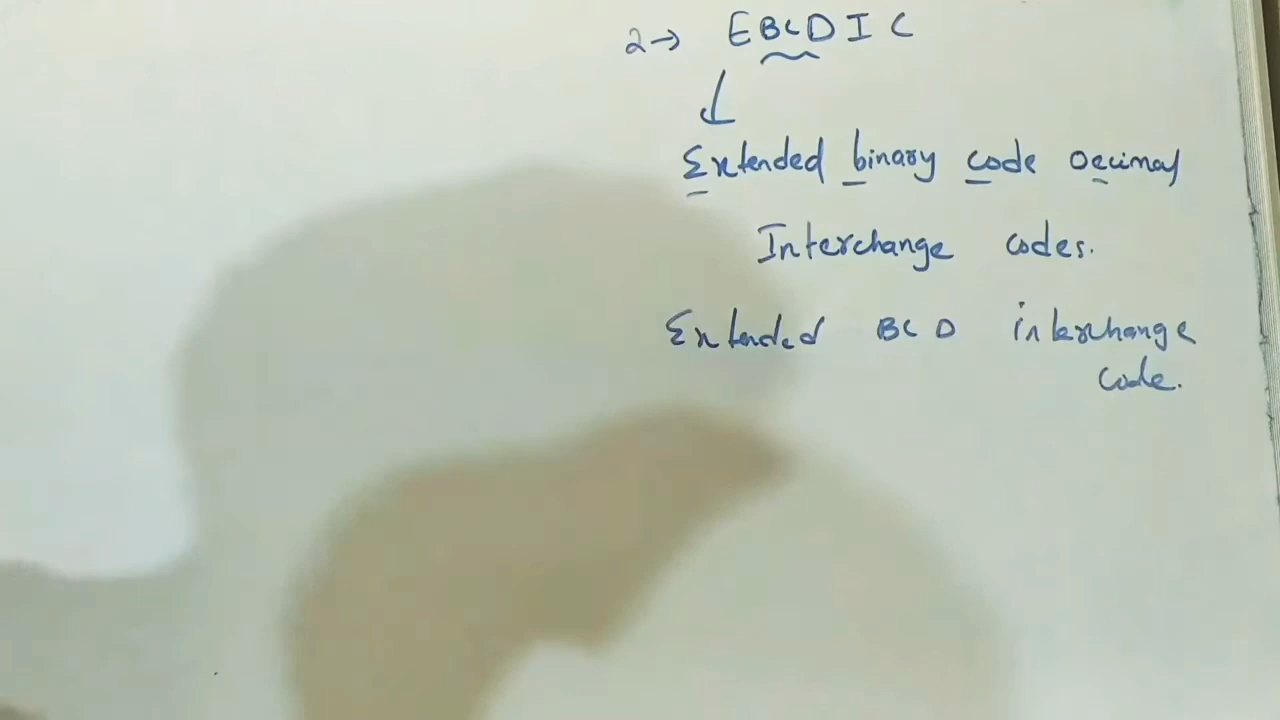 2→ EBCDIC
Extended binary code Decimal
Interchange codes.
Extended BCD interchange
code.